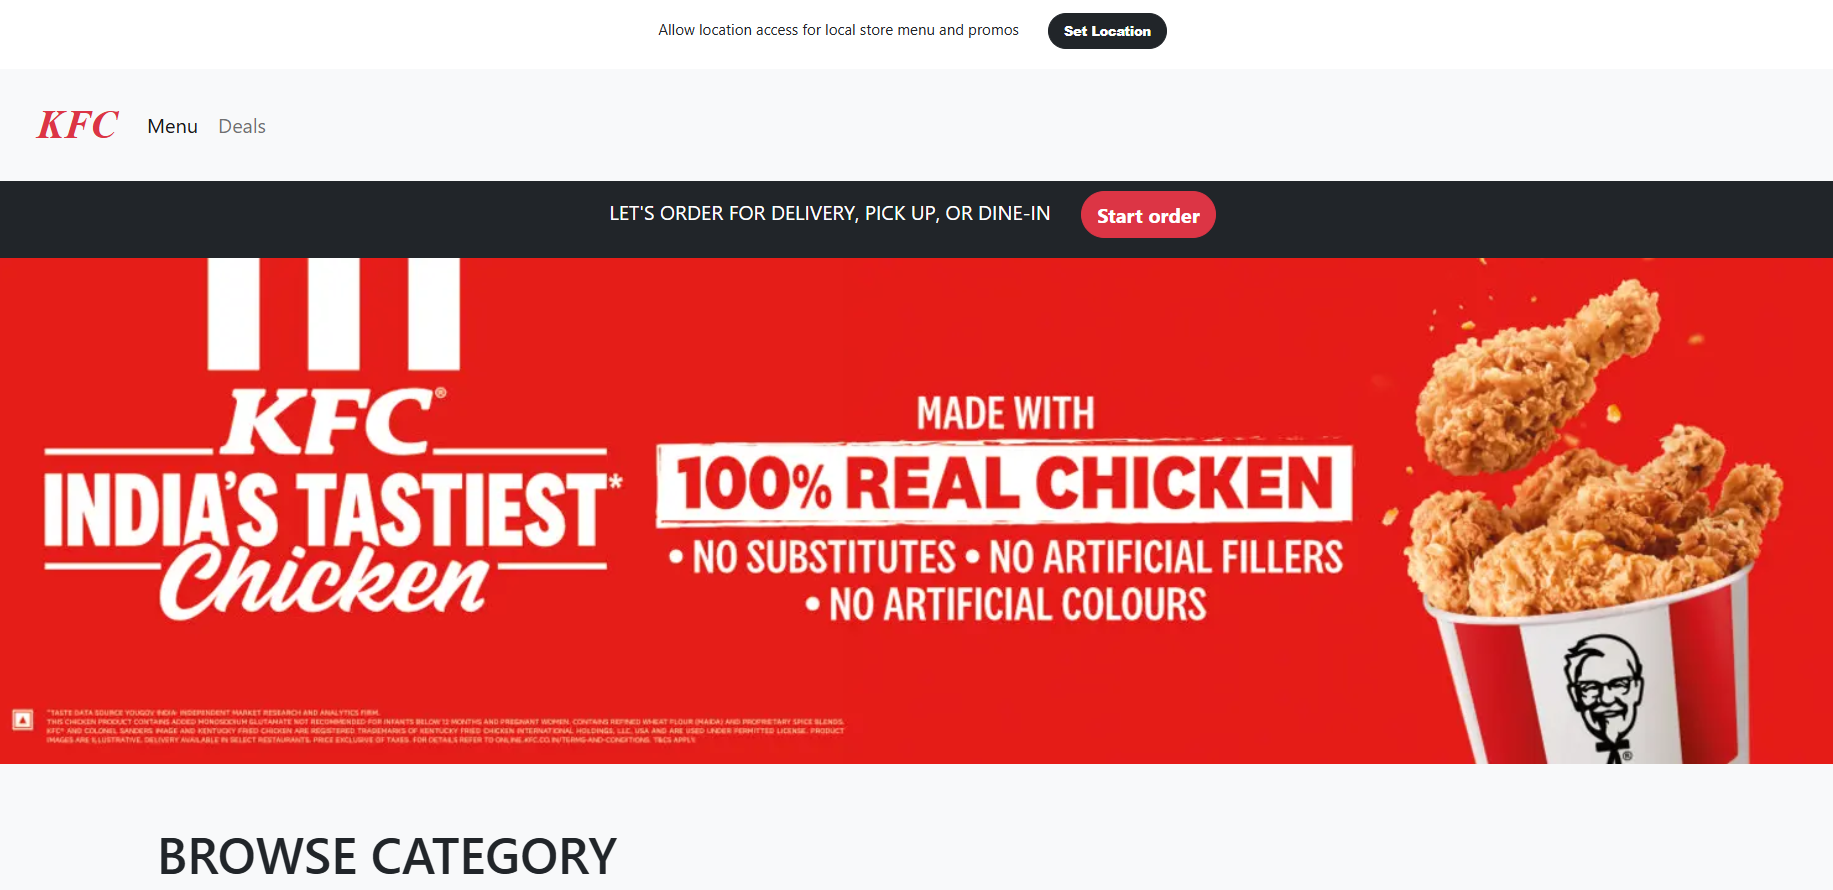 Allow location access for local store menu and promos Set Location
KFC Menu Deals
LET'S ORDER FOR DELIVERY, PICK UP, OR DINE-IN Start order
KFC®
INDIA'S TASTIEST*
Chicken
MADE WITH
100% REAL CHICKEN
• NO SUBSTITUTES • NO ARTIFICIAL FILLERS
• NO ARTIFICIAL COLOURS
*TASTE DATA SOURCE YOUGOV INDIA- INDEPENDENT MARKET RESEARCH AND ANALYTICS FIRM.
THIS CHICKEN PRODUCT CONTAINS ADDED MONOSODIUM GLUTAMATE NOT RECOMMENDED FOR INFANTS BELOW 12 MONTHS AND PREGNANT WOMEN. CONTAINS REFINED WHEAT FLOUR (MAIDA) AND PROPRIETARY SPICE BLENDS.
KFC® AND COLONEL SANDERS IMAGE AND KENTUCKY FRIED CHICKEN ARE REGISTERED TRADEMARKS OF KENTUCKY FRIED CHICKEN INTERNATIONAL HOLDINGS, LLC, USA AND ARE USED UNDER PERMITTED LICENSE. PRODUCT
IMAGES ARE ILLUSTRATIVE. DELIVERY AVAILABLE IN SELECT RESTAURANTS. PRICE EXCLUSIVE OF TAXES. FOR DETAILS REFER TO ONLINE.KFC.CO.IN/TERMS-AND-CONDITIONS. T&CS APPLY.
®
BROWSE CATEGORY